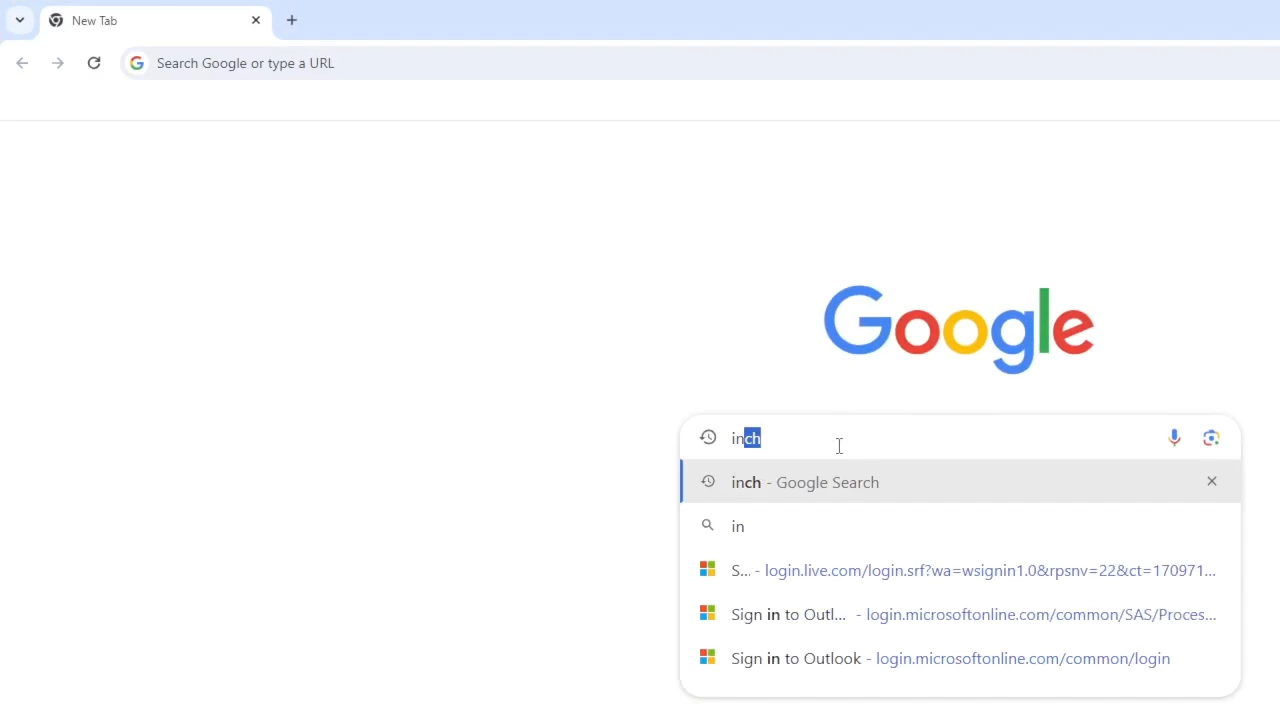 New Tab
Search Google or type a URL
Google
inch
inch - Google Search
in
S... - login.live.com/login.srf?wa=wsignin1.0&rpsnv=22&ct=170971...
Sign in to Outl... - login.microsoftonline.com/common/SAS/Proces...
Sign in to Outlook - login.microsoftonline.com/common/login